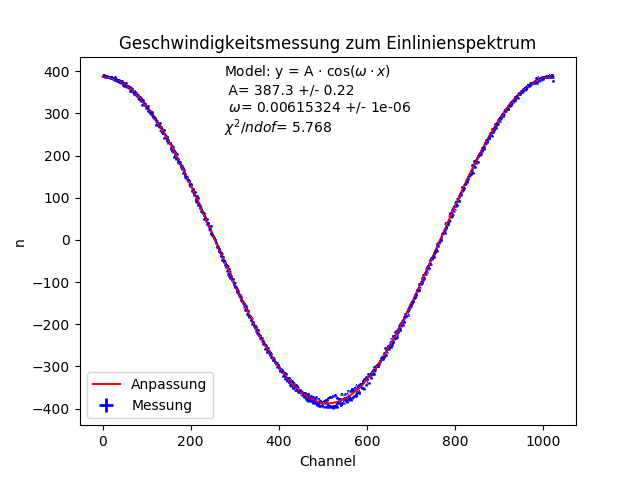 Geschwindigkeitsmessung zum Einlinienspektrum
Model: y = A · cos(ω · x)
A= 387.3 +/- 0.22
ω= 0.00615324 +/- 1e-06
χ²/ndof= 5.768
400
300
200
100
0
−100
−200
−300
−400
n
Anpassung
Messung
0 200 400 600 800 1000
Channel